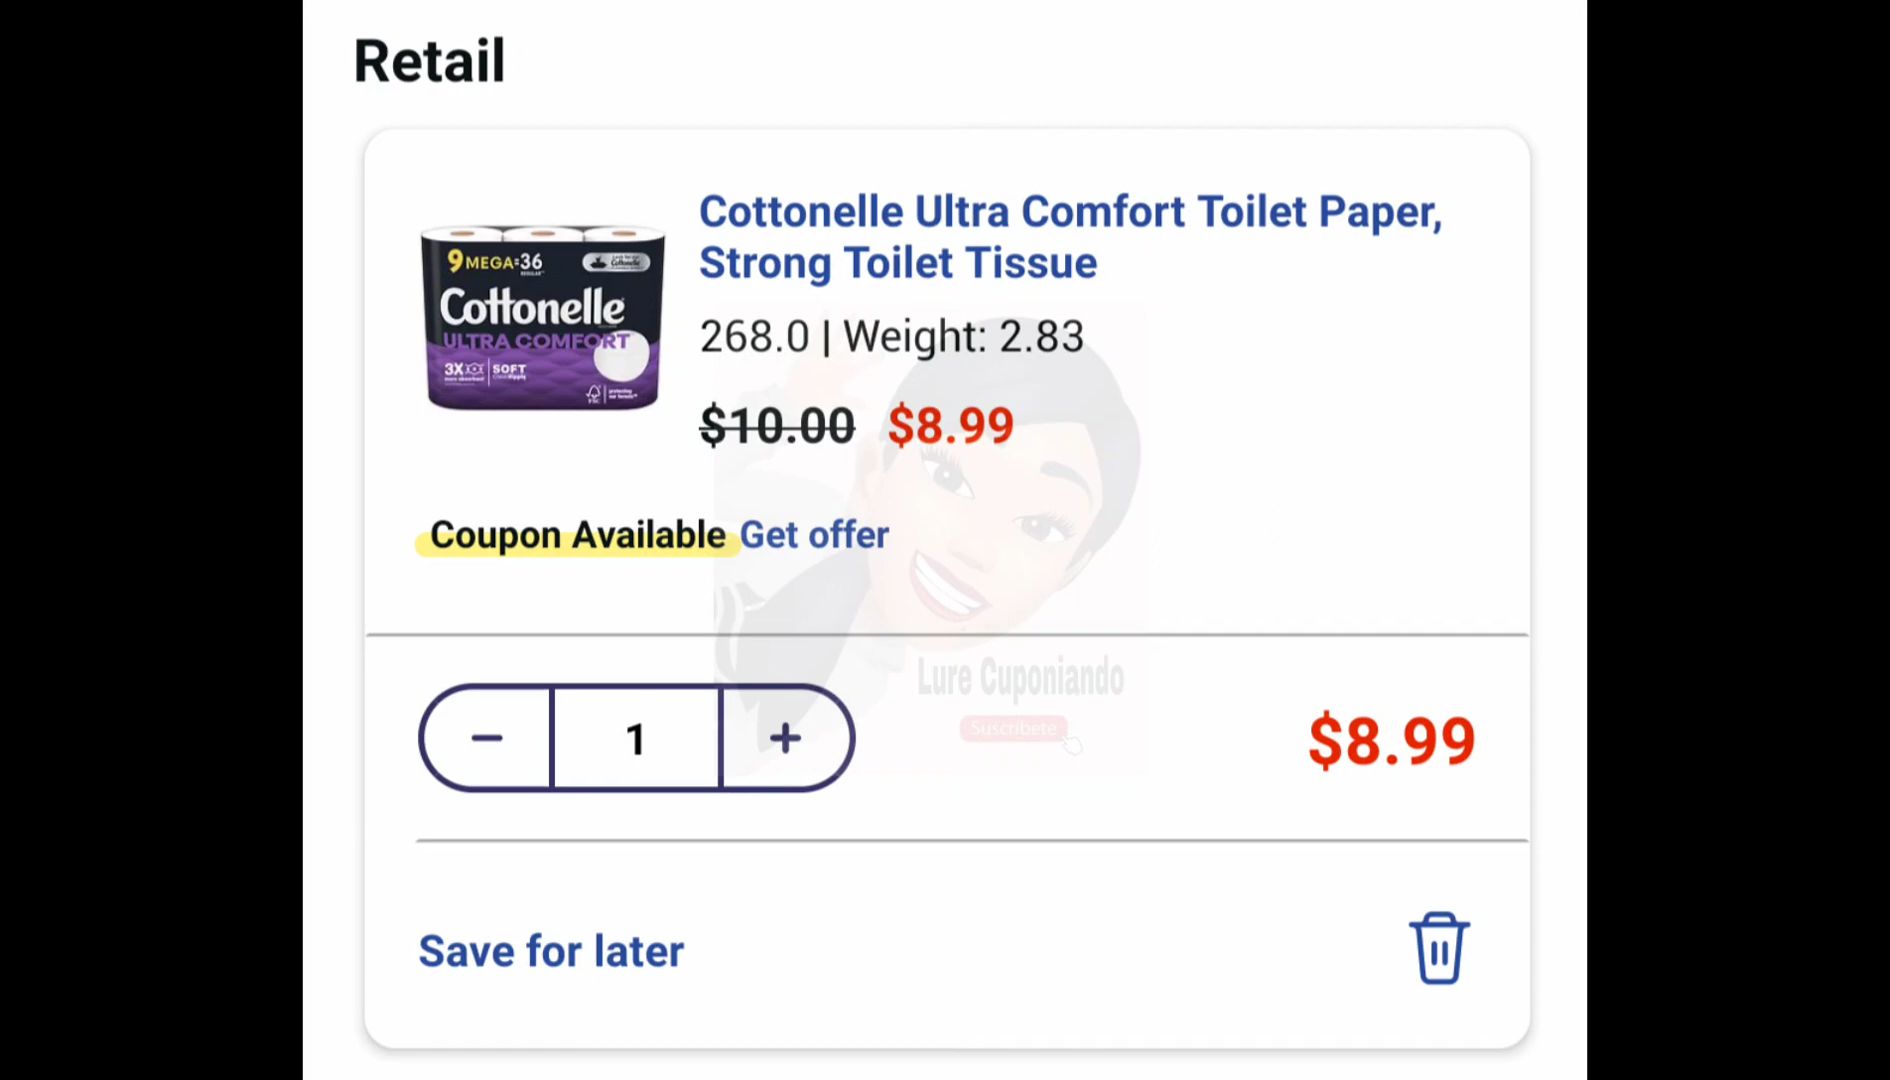 Retail
Cottonelle Ultra Comfort Toilet Paper,
Strong Toilet Tissue
268.0 | Weight: 2.83
$10.00 $8.99
9 MEGA=36
Cottonelle
ULTRA COMFORT
3X
SOFT
Coupon Available Get offer
Lure Cuponiando
Suscríbete
− 1 +
$8.99
Save for later